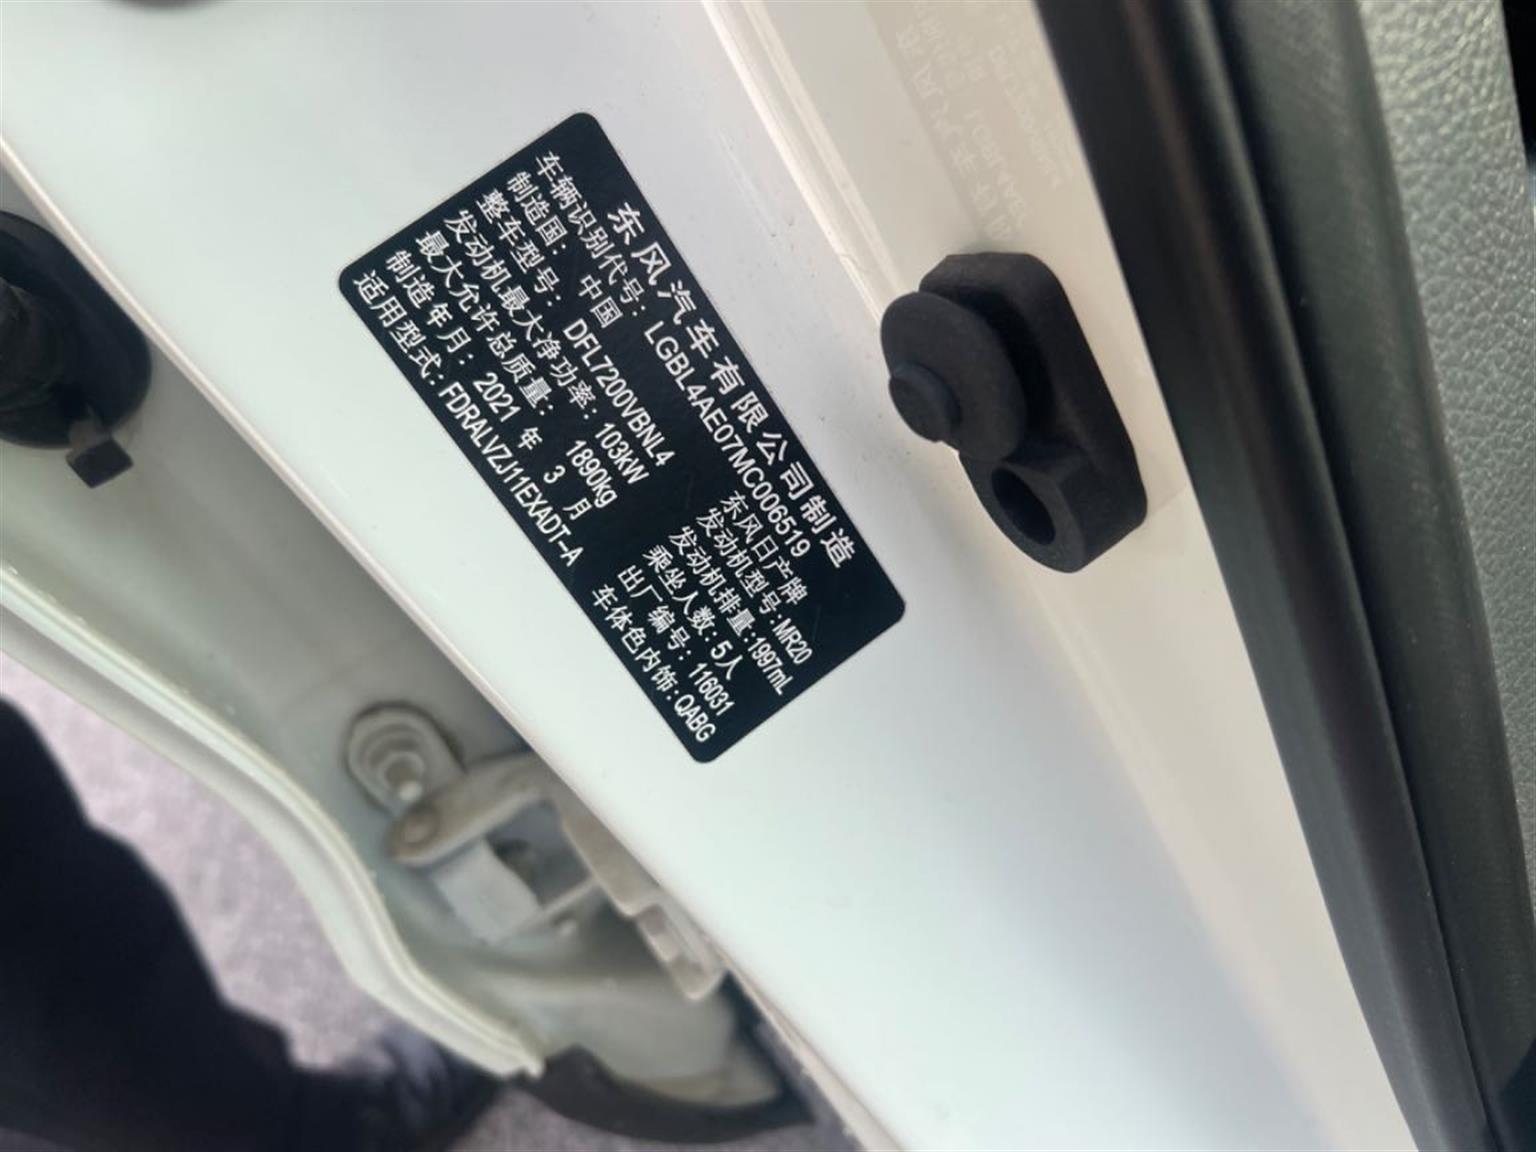 东风汽车有限公司制造
车辆识别代号: LGBL4AE07MC006519
制造国: 中国 东风日产牌
整车型号: DFL7200VBNL4 发动机型号: MR20
发动机最大净功率: 103kW 发动机排量: 1997mL
最大允许总质量: 1890kg 乘坐人数: 5人
制造年月: 2021 年 3 月 出厂编号: 116031
适用型式: FDRALVZJ11EXADT-A 车体色内饰: QABG